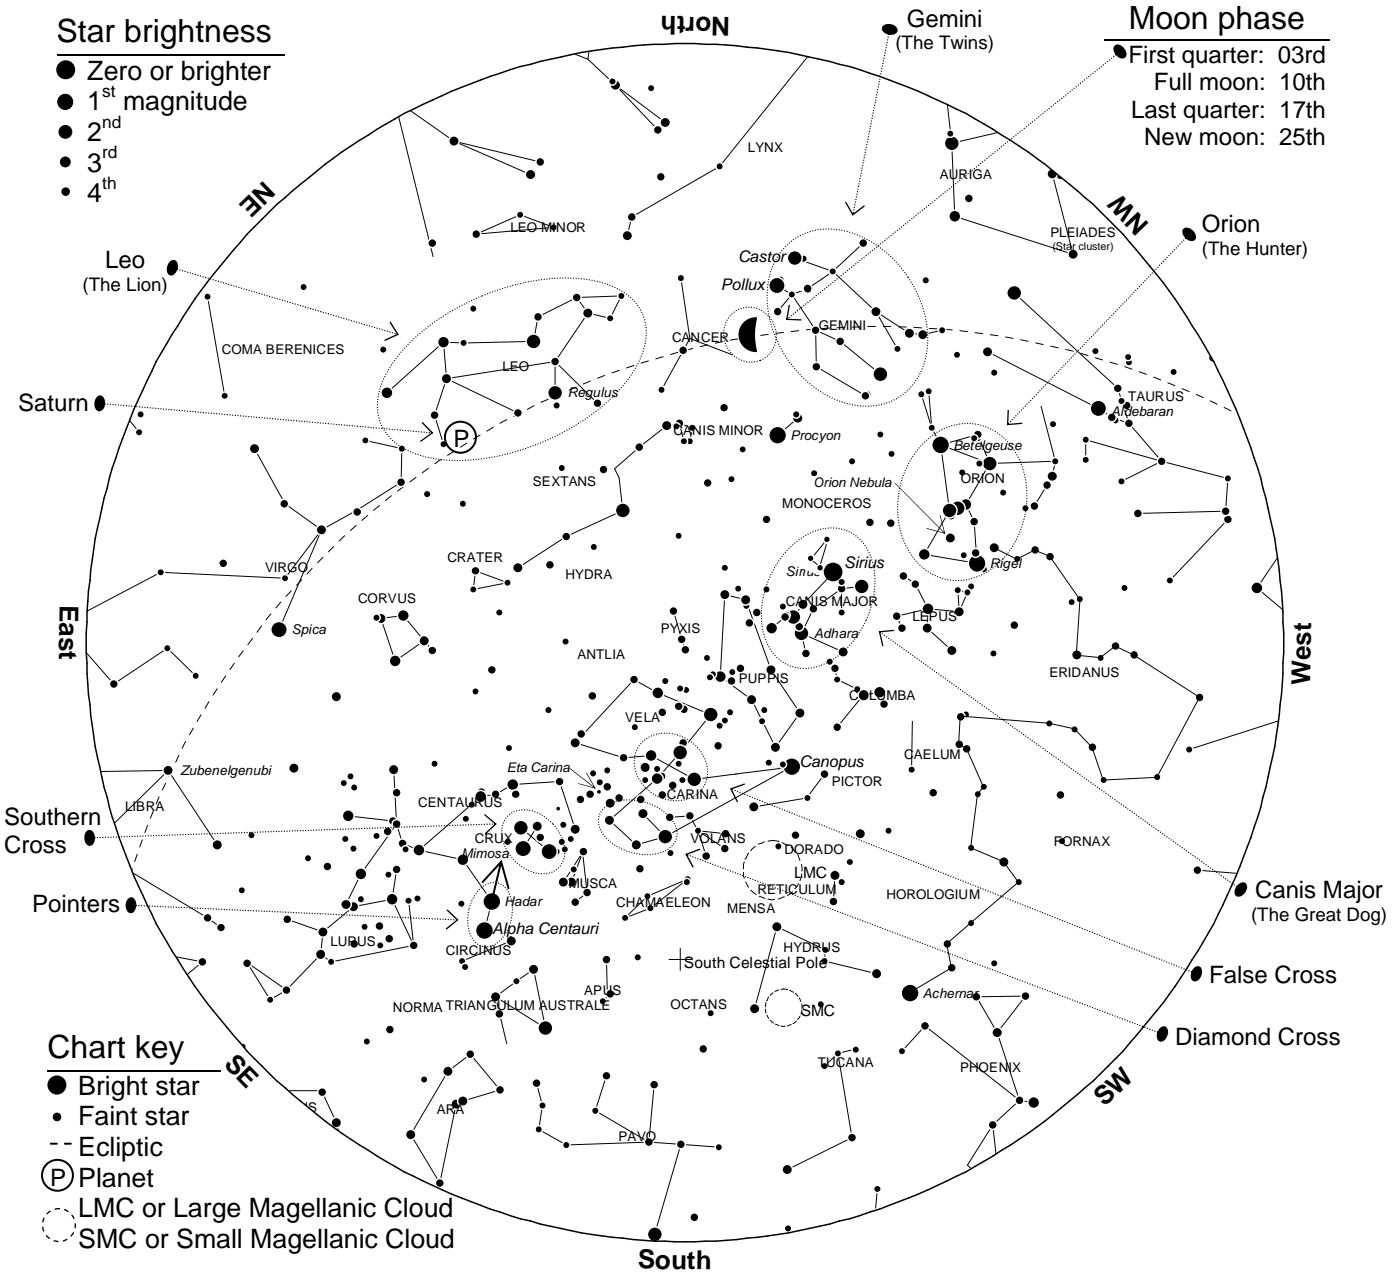 North
Star brightness
Zero or brighter
1st magnitude
2nd
3rd
4th
Gemini
(The Twins)
Moon phase
First quarter: 03rd
Full moon: 10th
Last quarter: 17th
New moon: 25th
LYNX
AURIGA
NE
NW
LEO MINOR
PLEIADES
(Star cluster)
Orion
(The Hunter)
Leo
(The Lion)
Castor
Pollux
GEMINI
CANCER
COMA BERENICES
LEO
Regulus
TAURUS
Aldebaran
Saturn
P
CANIS MINOR
Procyon
Betelgeuse
ORION
Orion Nebula
SEXTANS
MONOCEROS
CRATER
HYDRA
VIRGO
Sirius
Sirius
Rigel
CORVUS
CANIS MAJOR
LEPUS
East
Spica
PYXIS
Adhara
West
ANTLIA
ERIDANUS
PUPPIS
COLUMBA
VELA
CAELUM
Zubenelgenubi
Eta Carina
Canopus
PICTOR
LIBRA
CENTAURUS
CARINA
Southern
Cross
CRUX
Mimosa
VOLANS
DORADO
FORNAX
LMC
MUSCA
RETICULUM
HOROLOGIUM
Canis Major
(The Great Dog)
Pointers
Hadar
CHAMAELEON
MENSA
Alpha Centauri
LUPUS
CIRCINUS
HYDRUS
South Celestial Pole
False Cross
APUS
Achernar
NORMA
TRIANGULUM AUSTRALE
OCTANS
SMC
Diamond Cross
Chart key
SE
TUCANA
PHOENIX
SW
Bright star
Faint star
Ecliptic
P
Planet
LMC or Large Magellanic Cloud
SMC or Small Magellanic Cloud
ARA
PAVO
South